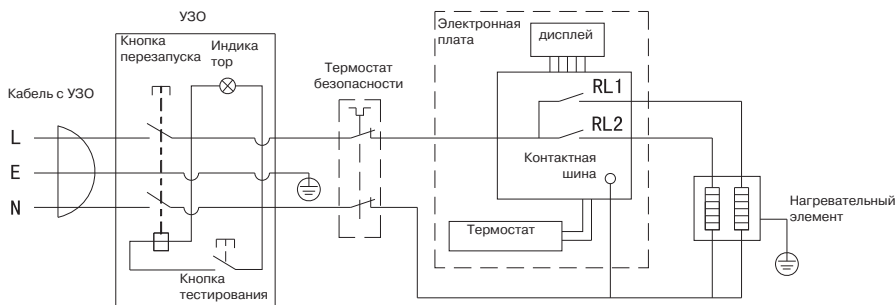 УЗО
Кнопка
перезапуска
Индика
тор
Термостат
безопасности
Электронная
плата
дисплей
Кабель с УЗО
RL1
L
RL2
E
Контактная
шина
N
Нагревательный
элемент
Термостат
Кнопка
тестирования